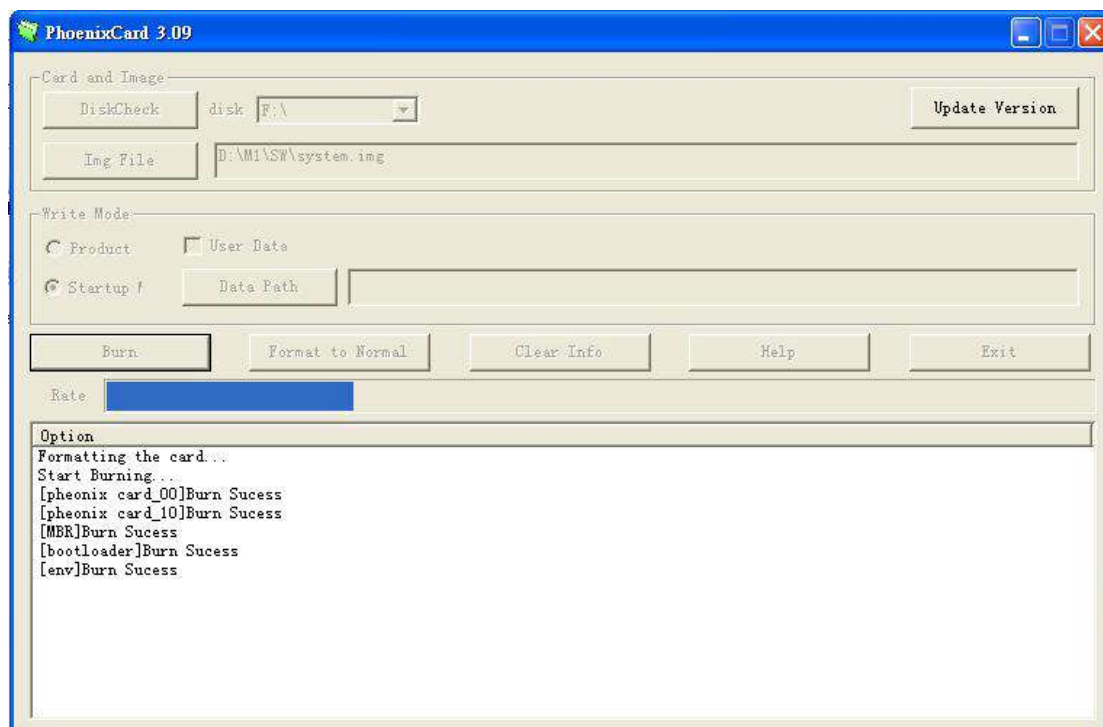 PhoenixCard 3.09
Card and Image
DiskCheck disk F:\ Update Version
Img File D:\M1\SW\system.img
Write Mode
Product User Data
Startup Data Path
Burn Format to Normal Clear Info Help Exit
Rate
Option
Formatting the card...
Start Burning...
[pheonix card_00]Burn Sucess
[pheonix card_10]Burn Sucess
[MBR]Burn Sucess
[bootloader]Burn Sucess
[env]Burn Sucess